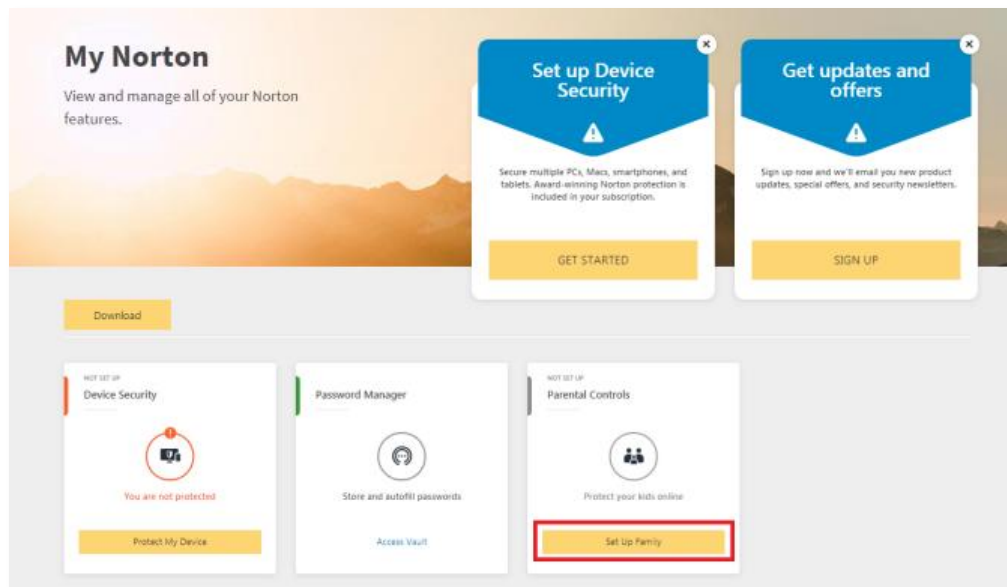 My Norton
View and manage all of your Norton
features.
Set up Device
Security
Secure multiple PCs, Macs, smartphones, and
tablets. Award-winning Norton protection is
included in your subscription.
GET STARTED
Get updates and
offers
Sign up now and we'll email you new product
updates, special offers, and security newsletters.
SIGN UP
Download
NOT SET UP
Device Security
You are not protected
Protect My Device
Password Manager
Store and autofill passwords
Access Vault
NOT SET UP
Parental Controls
Protect your kids online
Set Up Family